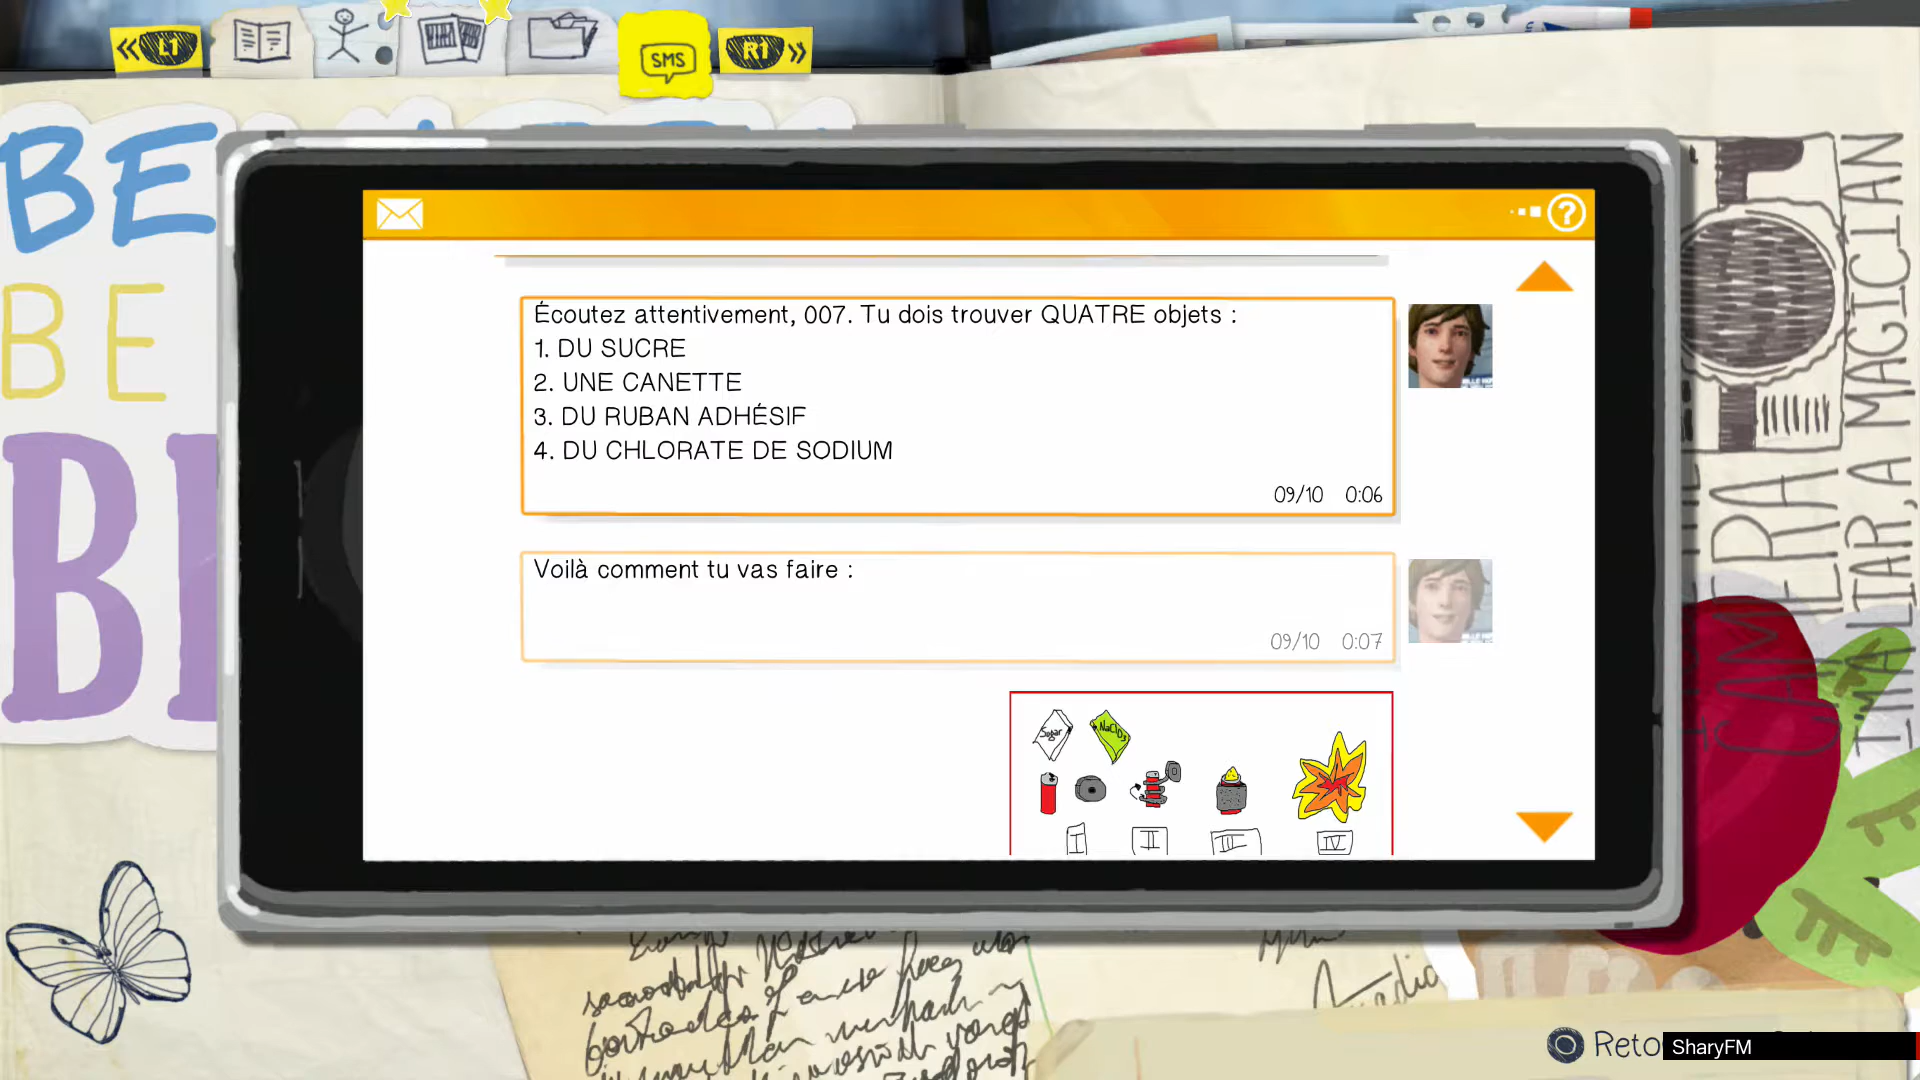 L1
SMS
R1
BE
BE
Écoutez attentivement, 007. Tu dois trouver QUATRE objets :
1. DU SUCRE
2. UNE CANETTE
3. DU RUBAN ADHÉSIF
4. DU CHLORATE DE SODIUM
09/10 0:06
Voilà comment tu vas faire :
09/10 0:07
Sugar
NaClO3
I II III IV
CAMERA
LIAR, A MAGICIAN
Reto
SharyFM